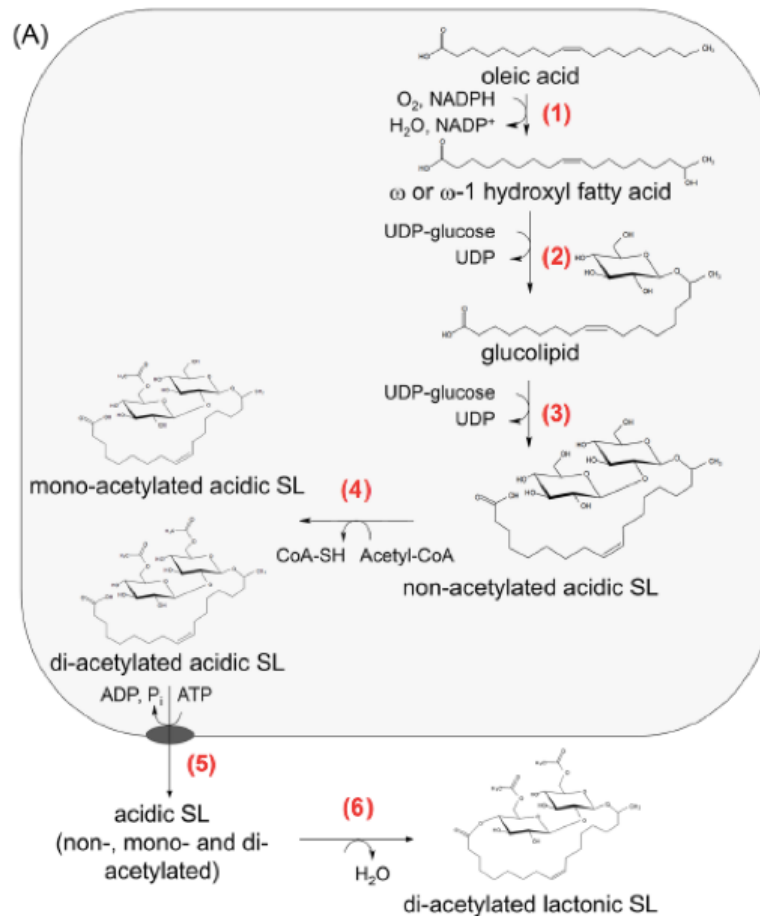 (A)
oleic acid
O₂, NADPH
(1)
H₂O, NADP⁺
ω or ω-1 hydroxyl fatty acid
UDP-glucose
(2)
UDP
glucolipid
UDP-glucose
(3)
UDP
mono-acetylated acidic SL
(4)
CoA-SH Acetyl-CoA
non-acetylated acidic SL
di-acetylated acidic SL
ADP, Pᵢ ATP
(5)
acidic SL
(non-, mono- and di-
acetylated)
(6)
H₂O
di-acetylated lactonic SL